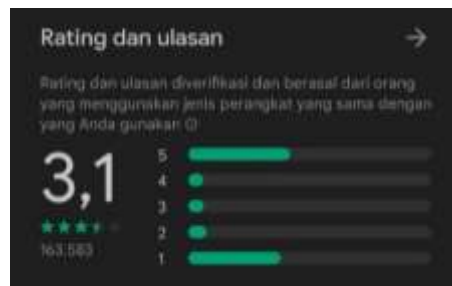 Rating dan ulasan
Rating dan ulasan diverifikasi dan berasal dari orang
yang menggunakan jenis perangkat yang sama dengan
yang Anda gunakan
3,1
163.583
5
4
3
2
1